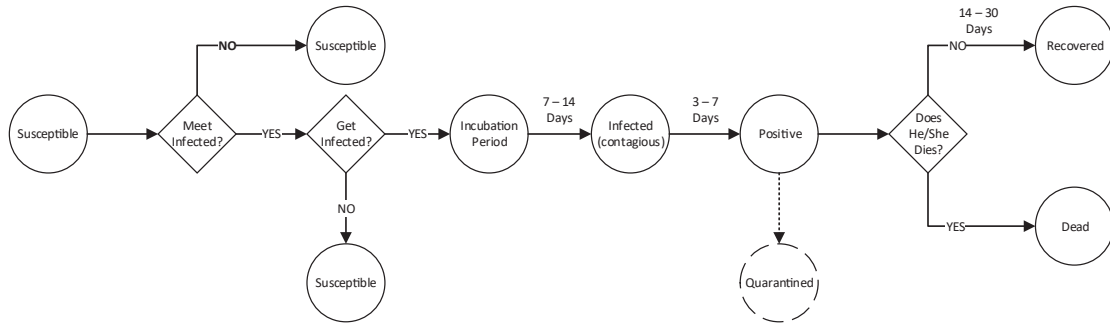 Susceptible
Meet
Infected?
NO
Susceptible
YES
Get
Infected?
NO
Susceptible
YES
Incubation
Period
7 – 14
Days
Infected
(contagious)
3 – 7
Days
Positive
Quarantined
Does
He/She
Dies?
NO
14 – 30
Days
Recovered
YES
Dead